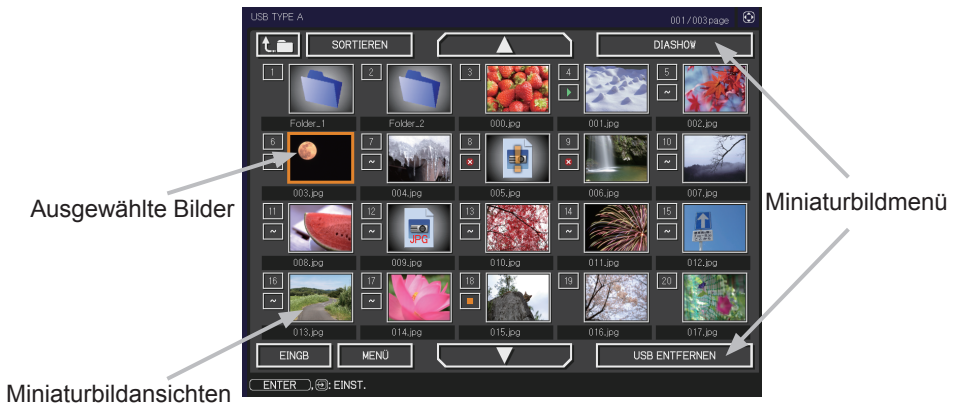 USB TYPE A 001/003page
SORTIEREN DIASHOW
1 2 3 4 5
Folder_1 Folder_2 000.jpg 001.jpg 002.jpg
6 7 8 9 10
003.jpg 004.jpg 005.jpg 006.jpg 007.jpg
Ausgewählte Bilder
Miniaturbildmenü
11 12 13 14 15
JPG
008.jpg 009.jpg 010.jpg 011.jpg 012.jpg
16 17 18 19 20
013.jpg 014.jpg 015.jpg 016.jpg 017.jpg
EINGB MENÜ USB ENTFERNEN
Miniaturbildansichten
ENTER , : EINST.